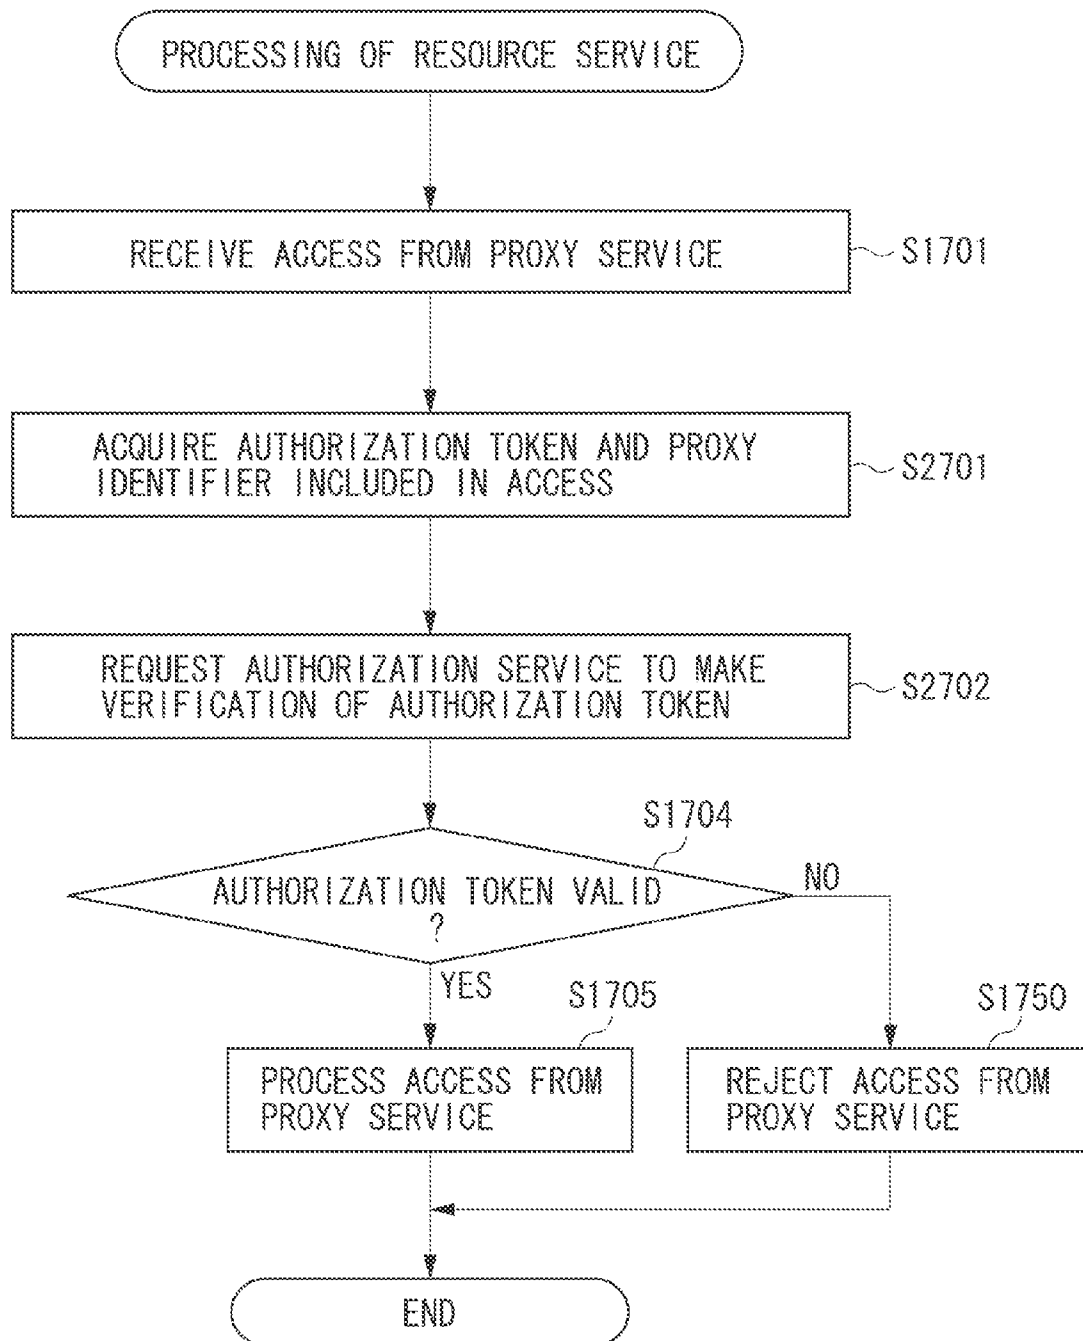 PROCESSING OF RESOURCE SERVICE
RECEIVE ACCESS FROM PROXY SERVICE
S1701
ACQUIRE AUTHORIZATION TOKEN AND PROXY
IDENTIFIER INCLUDED IN ACCESS
S2701
REQUEST AUTHORIZATION SERVICE TO MAKE
VERIFICATION OF AUTHORIZATION TOKEN
S2702
S1704
AUTHORIZATION TOKEN VALID
?
NO
YES
S1705
PROCESS ACCESS FROM
PROXY SERVICE
S1750
REJECT ACCESS FROM
PROXY SERVICE
END